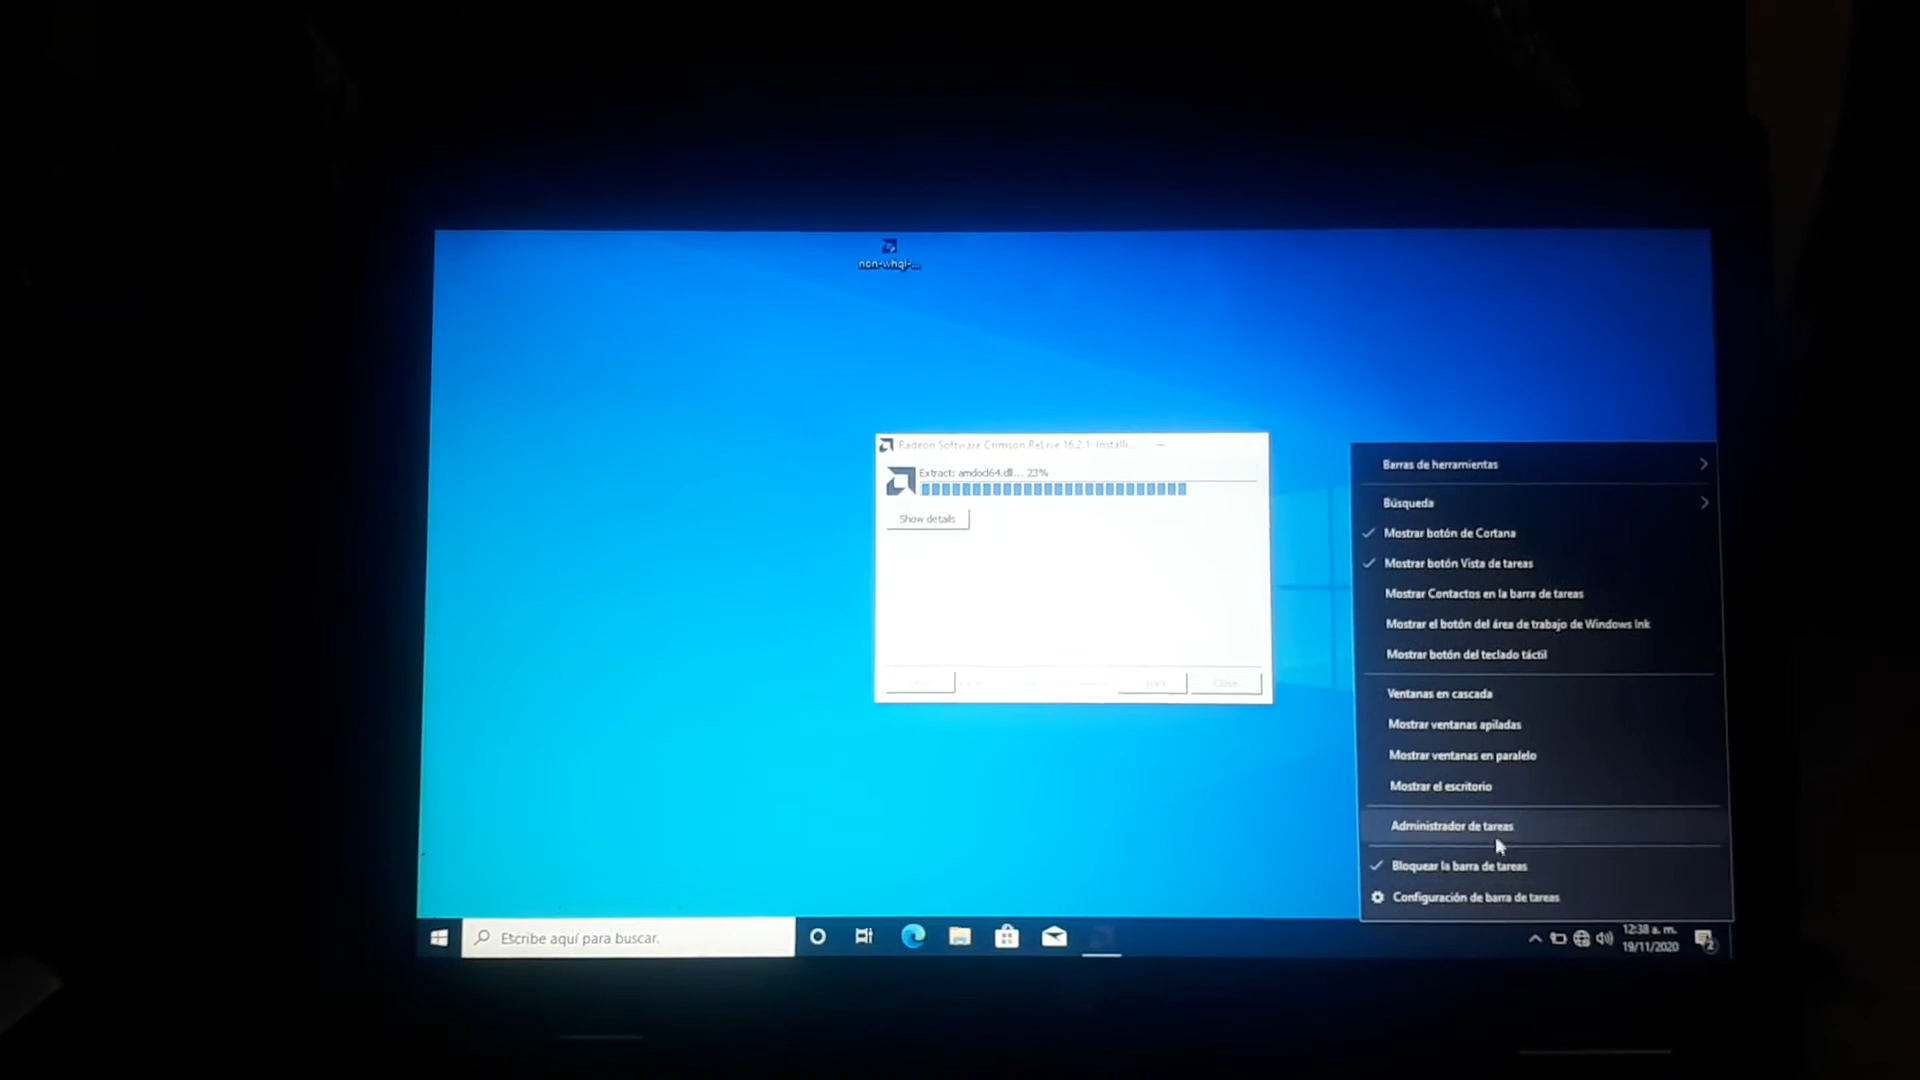 non-whql-...
Radeon Software Crimson ReLive 16.2.1: Installi...
Extract: amdocl64.dll... 23%
Show details
Close
Barras de herramientas
Búsqueda
Mostrar botón de Cortana
Mostrar botón Vista de tareas
Mostrar Contactos en la barra de tareas
Mostrar el botón del área de trabajo de Windows Ink
Mostrar botón del teclado táctil
Ventanas en cascada
Mostrar ventanas apiladas
Mostrar ventanas en paralelo
Mostrar el escritorio
Administrador de tareas
Bloquear la barra de tareas
Configuración de barra de tareas
Escribe aquí para buscar.
12:38 a. m.
19/11/2020
2